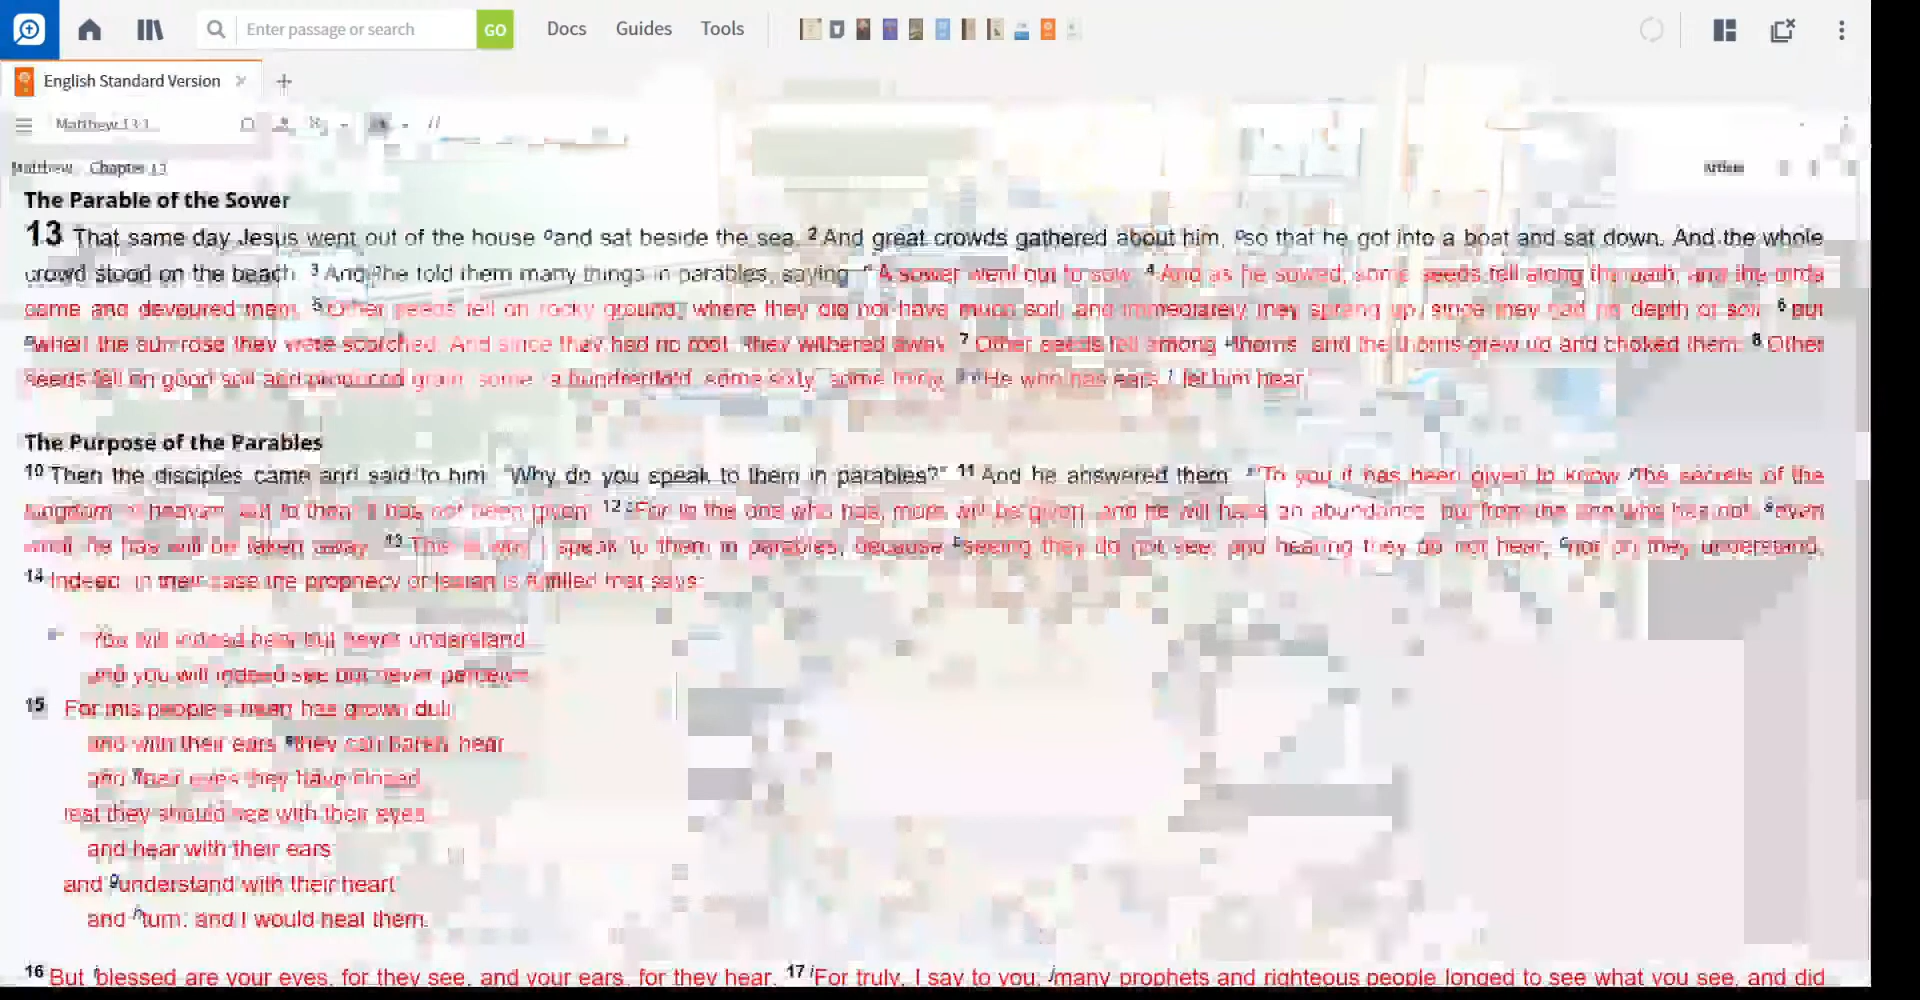 Enter passage or search GO Docs Guides Tools
English Standard Version
Matthew 13:1
Matthew Chapter 13
The Parable of the Sower
13 That same day Jesus went out of the house o and sat beside the sea. 2 And great crowds gathered about him, p so that he got into a boat and sat down. And the whole
crowd stood on the beach. 3 And he told them many things in parables, saying: "A sower went out to sow. 4 And as he sowed, some seeds fell along the path, and the birds
came and devoured them. 5 Other seeds fell on rocky ground, where they did not have much soil, and immediately they sprang up, since they had no depth of soil, 6 but
when the sun rose they were scorched. And since they had no root, they withered away. 7 Other seeds fell among thorns, and the thorns grew up and choked them. 8 Other
seeds fell on good soil and produced grain, some a hundredfold, some sixty, some thirty. He who has ears, let him hear."
The Purpose of the Parables
10 Then the disciples came and said to him, "Why do you speak to them in parables?" 11 And he answered them, "To you it has been given to know the secrets of the
kingdom of heaven, but to them it has not been given. 12 For to the one who has, more will be given, and he will have an abundance, but from the one who has not, even
what he has will be taken away. 13 This is why I speak to them in parables, because seeing they do not see, and hearing they do not hear, nor do they understand.
14 Indeed, in their case the prophecy of Isaiah is fulfilled that says:
You will indeed hear but never understand,
and you will indeed see but never perceive.
15 For this people's heart has grown dull,
and with their ears they can barely hear,
and their eyes they have closed,
lest they should see with their eyes
and hear with their ears
and g understand with their heart
and h turn, and I would heal them.
16 But i blessed are your eyes, for they see, and your ears, for they hear. 17 For truly, I say to you, j many prophets and righteous people longed to see what you see, and did